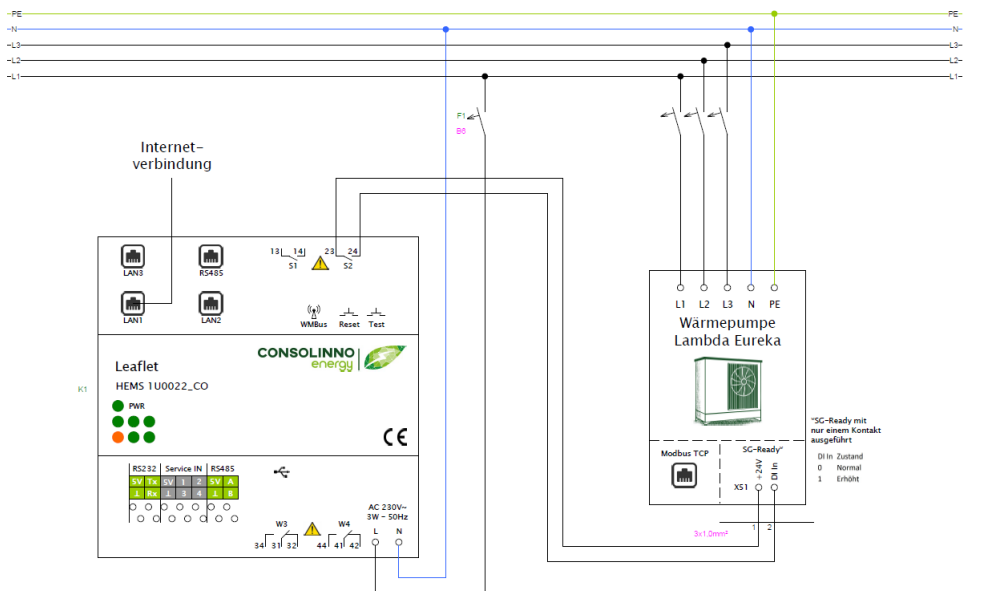 PE
N
L3
L2
L1
PE
N
L3
L2
L1
F1
B6
Internet-
verbindung
13 14 23 24
S1 S2
LAN3 RS485
LAN1 LAN2
WMBus Reset Test
L1 L2 L3 N PE
Wärmepumpe
Lambda Eureka
CONSOLINNO
energy
Leaflet
HEMS 1U0022_CO
K1
PWR
CE
"SG-Ready mit
nur einem Kontakt
ausgeführt
DI In Zustand
0 Normal
1 Erhöht
Modbus TCP
SG-Ready"
+24V
DI In
XS1
RS232 Service IN RS485
5V Tx 5V 1 2 5V A
⊥ Rx ⊥ 3 4 ⊥ B
AC 230V~
3W ~ 50Hz
L N
W3 W4
34 31 32 44 41 42
1 2
3x1,0mm²